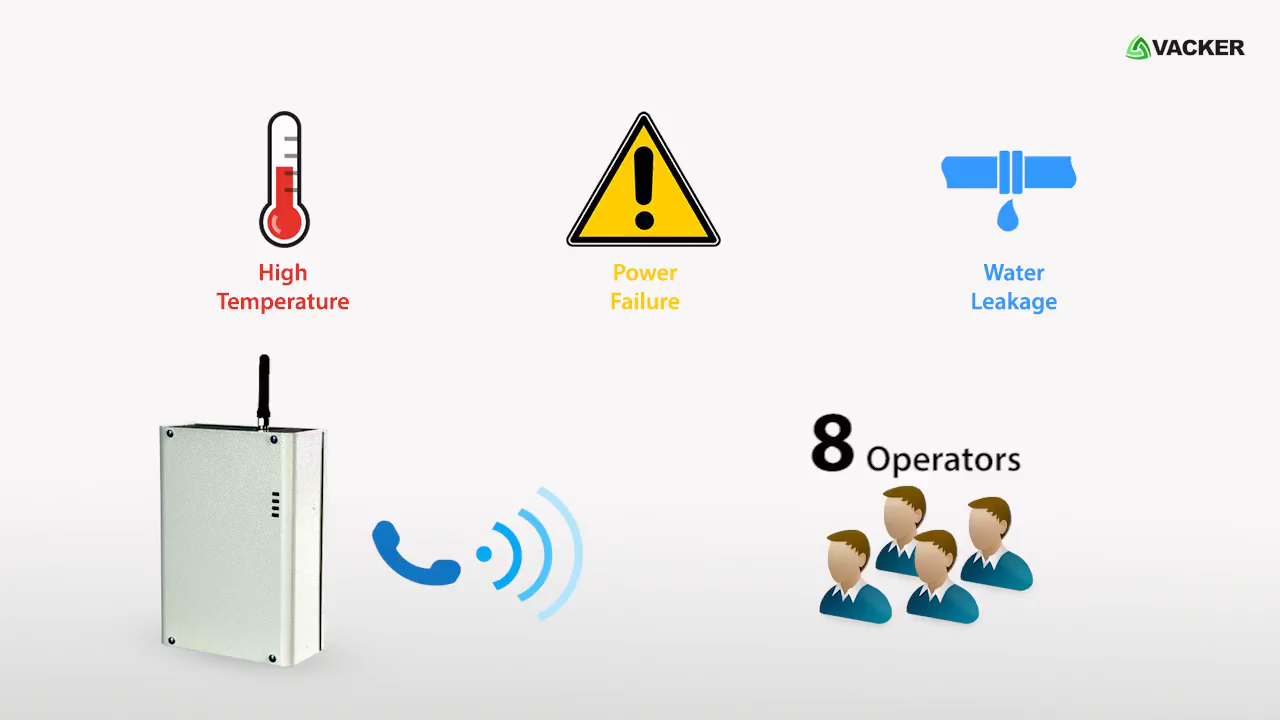 VACKER
High
Temperature
Power
Failure
Water
Leakage
8 Operators